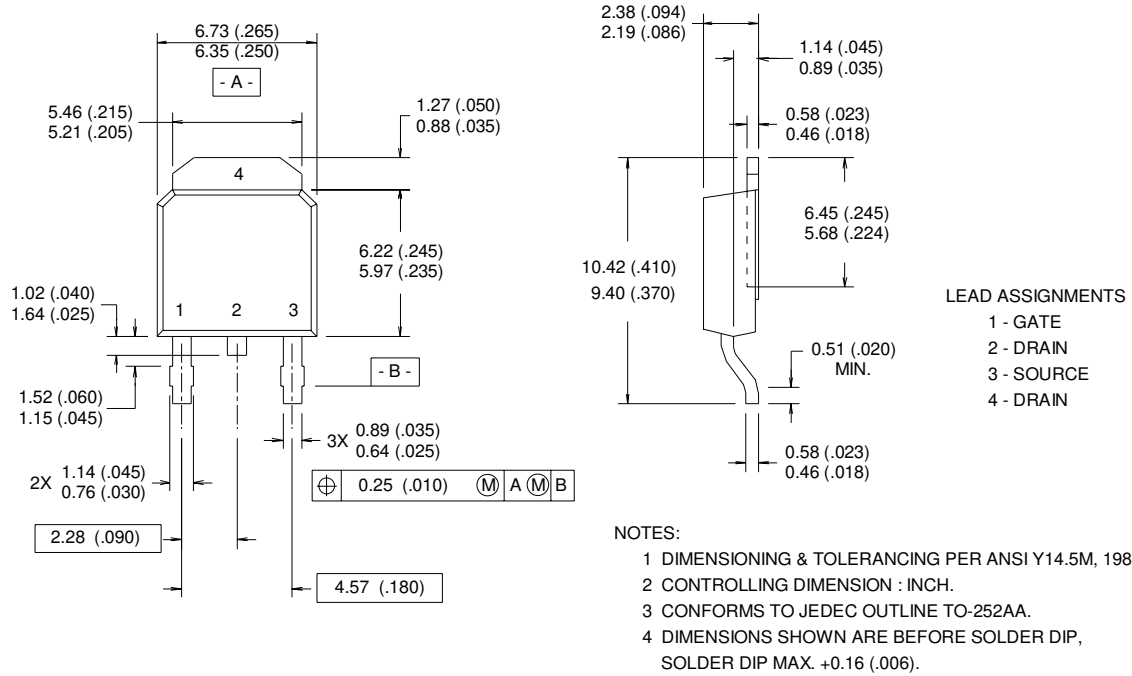 6.73 (.265)
6.35 (.250)
- A -
5.46 (.215)
5.21 (.205)
1.27 (.050)
0.88 (.035)
4
6.22 (.245)
5.97 (.235)
1.02 (.040)
1.64 (.025)
1 2 3
- B -
1.52 (.060)
1.15 (.045)
3X 0.89 (.035)
0.64 (.025)
2X 1.14 (.045)
0.76 (.030)
0.25 (.010) M A M B
2.28 (.090)
4.57 (.180)
2.38 (.094)
2.19 (.086)
1.14 (.045)
0.89 (.035)
0.58 (.023)
0.46 (.018)
6.45 (.245)
5.68 (.224)
10.42 (.410)
9.40 (.370)
0.51 (.020)
MIN.
0.58 (.023)
0.46 (.018)
LEAD ASSIGNMENTS
1 - GATE
2 - DRAIN
3 - SOURCE
4 - DRAIN
NOTES:
1 DIMENSIONING & TOLERANCING PER ANSI Y14.5M, 198
2 CONTROLLING DIMENSION : INCH.
3 CONFORMS TO JEDEC OUTLINE TO-252AA.
4 DIMENSIONS SHOWN ARE BEFORE SOLDER DIP,
SOLDER DIP MAX. +0.16 (.006).